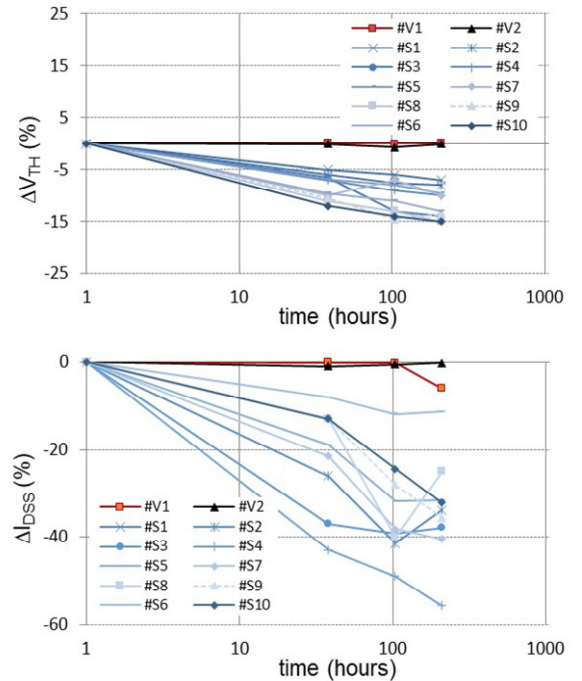 25
15
5
-5
-15
-25
ΔV_TH (%)
#V1 #V2
#S1 #S2
#S3 #S4
#S5 #S7
#S8 #S9
#S6 #S10
1 10 100 1000
time (hours)
0
-20
-40
-60
ΔI_DSS (%)
#V1 #V2
#S1 #S2
#S3 #S4
#S5 #S7
#S8 #S9
#S6 #S10
1 10 100 1000
time (hours)